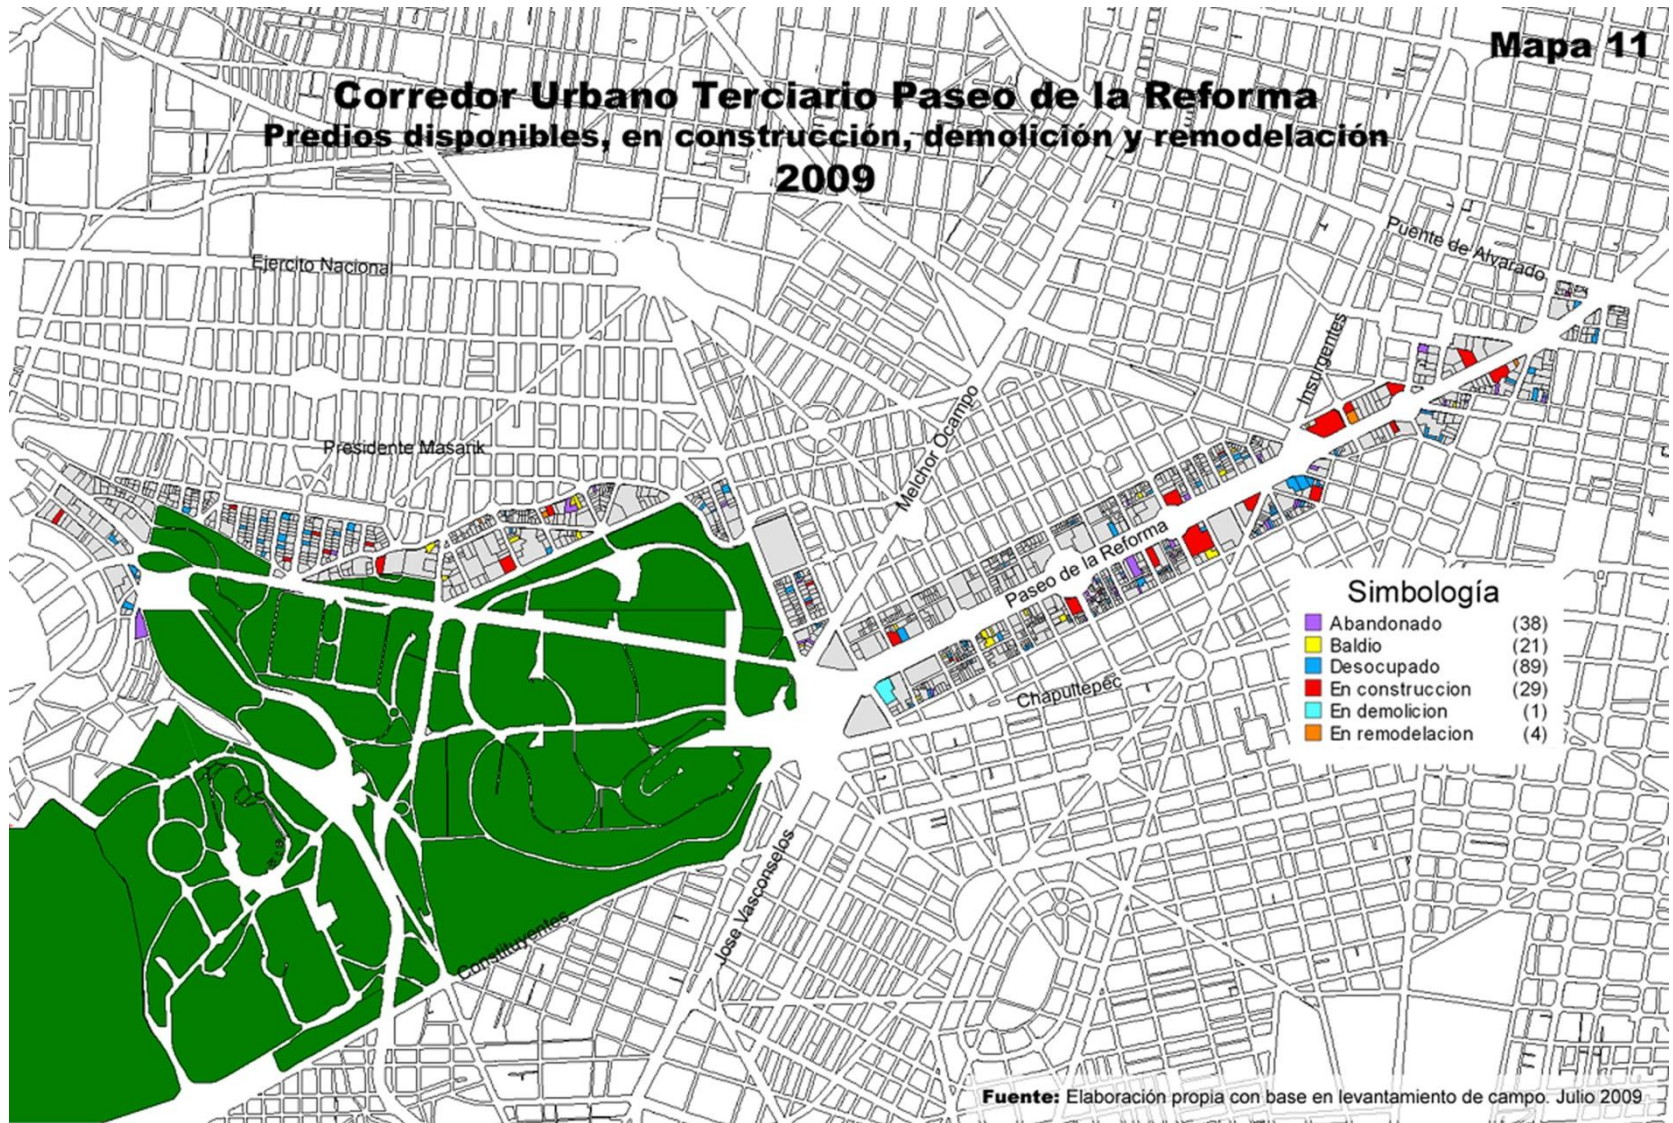 Mapa 11
Corredor Urbano Terciario Paseo de la Reforma
Predios disponibles, en construcción, demolición y remodelación
2009
Puente de Alvarado
Ejercito Nacional
Insurgentes
Melchor Ocampo
Presidente Masarik
Paseo de la Reforma
Simbología
Abandonado (38)
Baldio (21)
Desocupado (89)
En construccion (29)
En demolicion (1)
En remodelacion (4)
Chapultepec
Jose Vasconselos
Constituyentes
Fuente: Elaboración propia con base en levantamiento de campo. Julio 2009